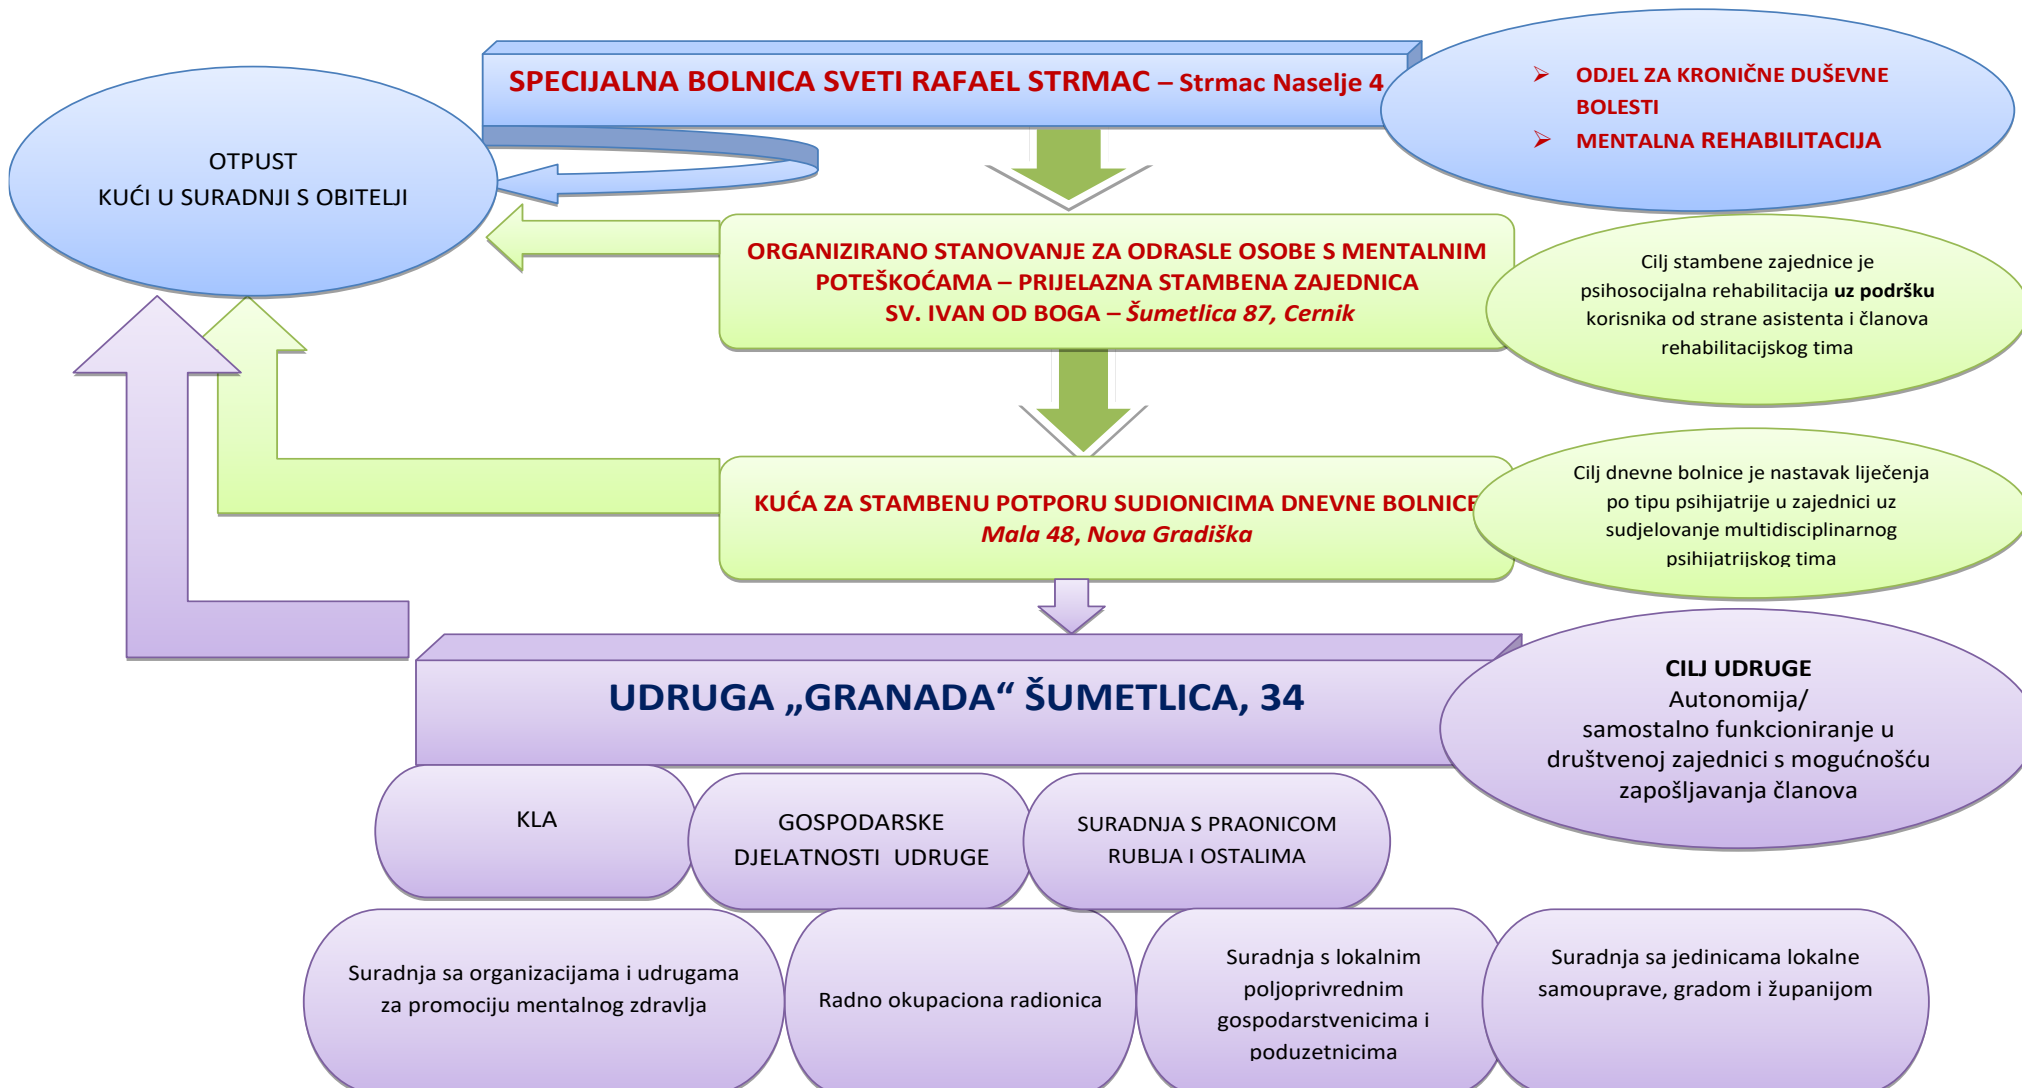 SPECIJALNA BOLNICA SVETI RAFAEL STRMAC – Strmac Naselje 4
➢ ODJEL ZA KRONIČNE DUŠEVNE
BOLESTI
➢ MENTALNA REHABILITACIJA
OTPUST
KUĆI U SURADNJI S OBITELJI
ORGANIZIRANO STANOVANJE ZA ODRASLE OSOBE S MENTALNIM
POTEŠKOĆAMA – PRIJELAZNA STAMBENA ZAJEDNICA
SV. IVAN OD BOGA – Šumetlica 87, Cernik
Cilj stambene zajednice je
psihosocijalna rehabilitacija uz podršku
korisnika od strane asistenta i članova
rehabilitacijskog tima
KUĆA ZA STAMBENU POTPORU SUDIONICIMA DNEVNE BOLNICE
Mala 48, Nova Gradiška
Cilj dnevne bolnice je nastavak liječenja
po tipu psihijatrije u zajednici uz
sudjelovanje multidisciplinarnog
psihijatrijskog tima
UDRUGA „GRANADA“ ŠUMETLICA, 34
CILJ UDRUGE
Autonomija/
samostalno funkcioniranje u
društvenoj zajednici s mogućnošću
zapošljavanja članova
KLA
GOSPODARSKE
DJELATNOSTI UDRUGE
SURADNJA S PRAONICOM
RUBLJA I OSTALIMA
Suradnja sa organizacijama i udrugama
za promociju mentalnog zdravlja
Radno okupaciona radionica
Suradnja s lokalnim
poljoprivrednim
gospodarstvenicima i
poduzetnicima
Suradnja sa jedinicama lokalne
samouprave, gradom i županijom